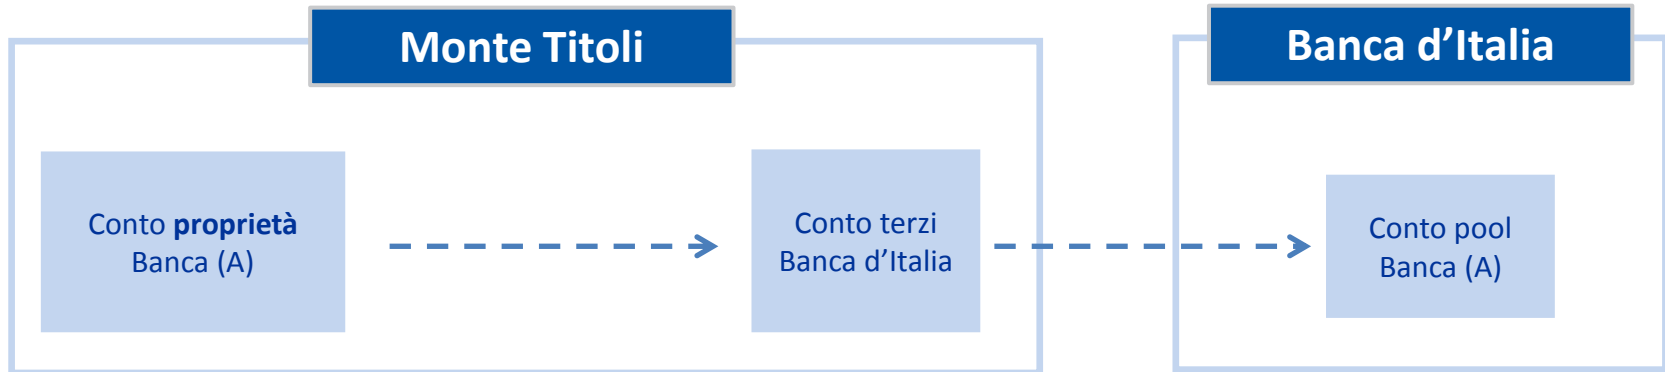 Monte Titoli
Banca d’Italia
Conto proprietà
Banca (A)
Conto terzi
Banca d’Italia
Conto pool
Banca (A)